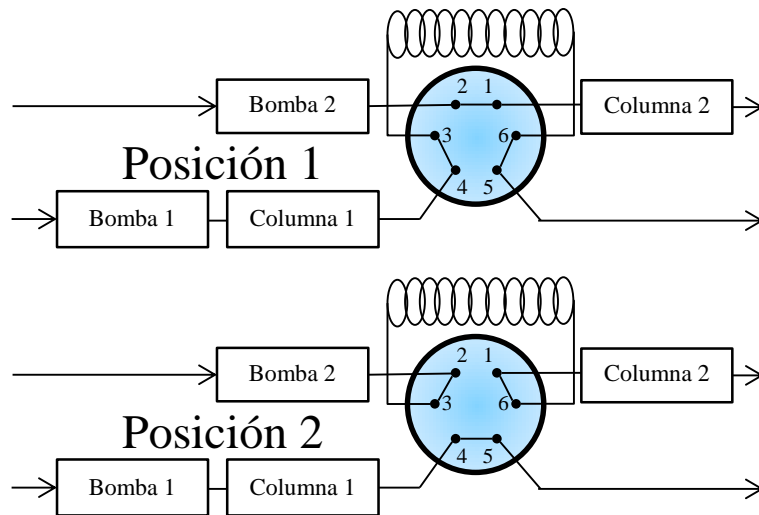 2 1
Bomba 2
Columna 2
3 6
Posición 1
4 5
Bomba 1
Columna 1
2 1
Bomba 2
Columna 2
3 6
Posición 2
4 5
Bomba 1
Columna 1